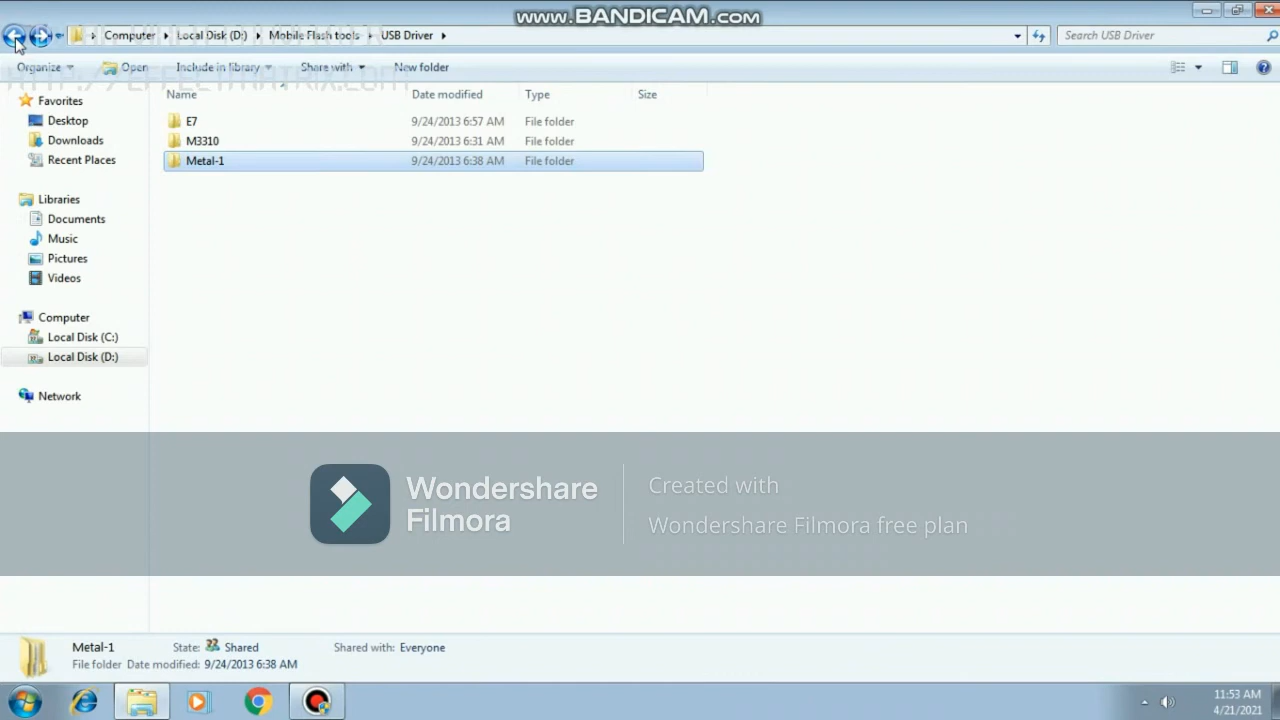 www.BANDICAM.com
Computer Local Disk (D:) Mobile Flash tools USB Driver
Search USB Driver
Organize Open Include in library Share with New folder
HTTP://EFFECTMATRIX.COM
Name Date modified Type Size
E7 9/24/2013 6:57 AM File folder
M3310 9/24/2013 6:31 AM File folder
Metal-1 9/24/2013 6:38 AM File folder
Favorites
Desktop
Downloads
Recent Places
Libraries
Documents
Music
Pictures
Videos
Computer
Local Disk (C:)
Local Disk (D:)
Network
Wondershare
Filmora
Created with
Wondershare Filmora free plan
Metal-1 State: Shared Shared with: Everyone
File folder Date modified: 9/24/2013 6:38 AM
11:53 AM
4/21/2021